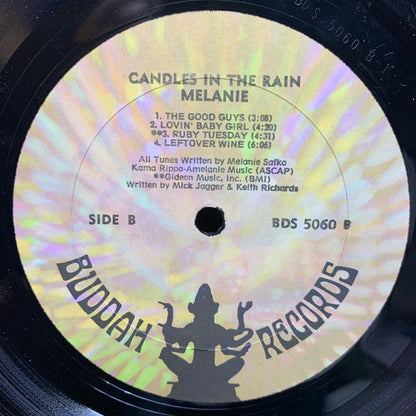 BDS 5060 B
CANDLES IN THE RAIN
MELANIE
1. THE GOOD GUYS (3:08)
2. LOVIN' BABY GIRL (4:20)
**3. RUBY TUESDAY (4:31)
4. LEFTOVER WINE (6:06)
All Tunes Written by Melanie Safka
Kama Rippa-Amelanie Music (ASCAP)
**Gideon Music, Inc. (BMI)
Written by Mick Jagger & Keith Richards
SIDE B
BDS 5060 B
BUDDAH RECORDS